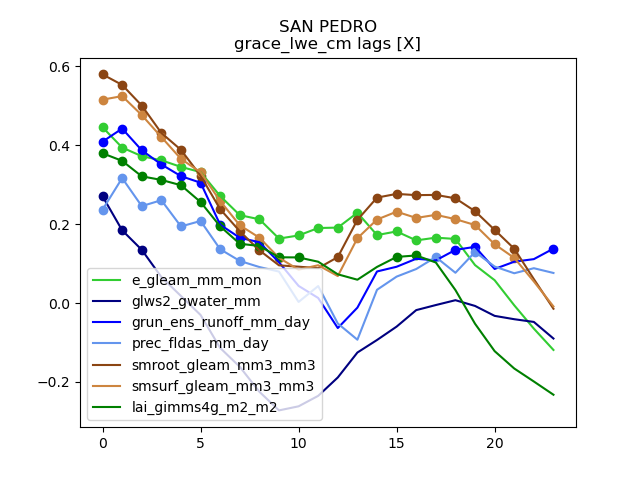 SAN PEDRO
grace_lwe_cm lags [X]
0.6
0.4
0.2
0.0
−0.2
e_gleam_mm_mon
glws2_gwater_mm
grun_ens_runoff_mm_day
prec_fldas_mm_day
smroot_gleam_mm3_mm3
smsurf_gleam_mm3_mm3
lai_gimms4g_m2_m2
0 5 10 15 20